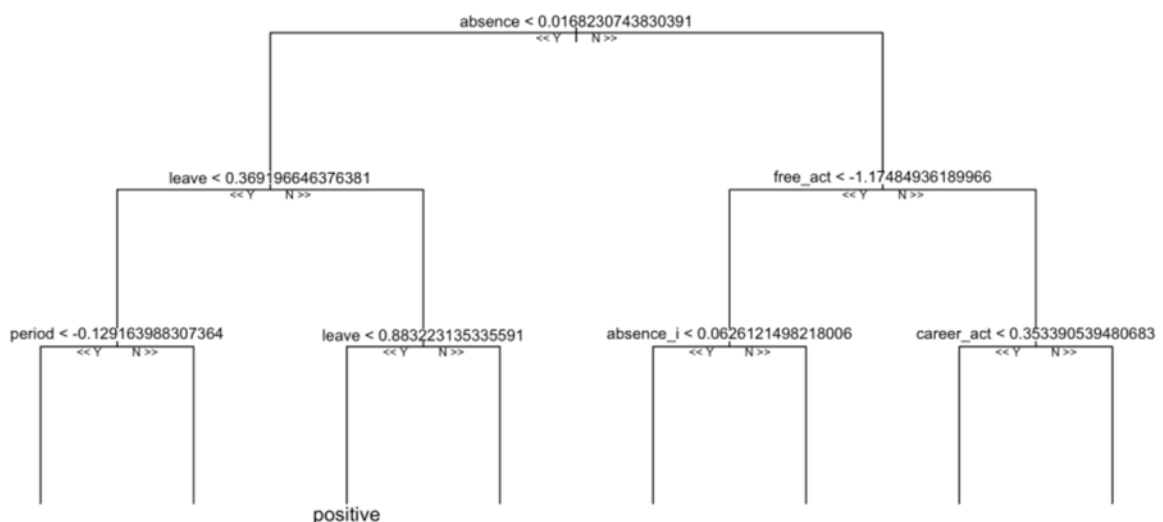 absence < 0.0168230743830391
<< Y N >>
leave < 0.369196646376381
<< Y N >>
free_act < -1.17484936189966
<< Y N >>
period < -0.129163988307364
<< Y N >>
leave < 0.8832231335335591
<< Y N >>
absence_i < 0.0626121498218006
<< Y N >>
career_act < 0.353390539480683
<< Y N >>
positive